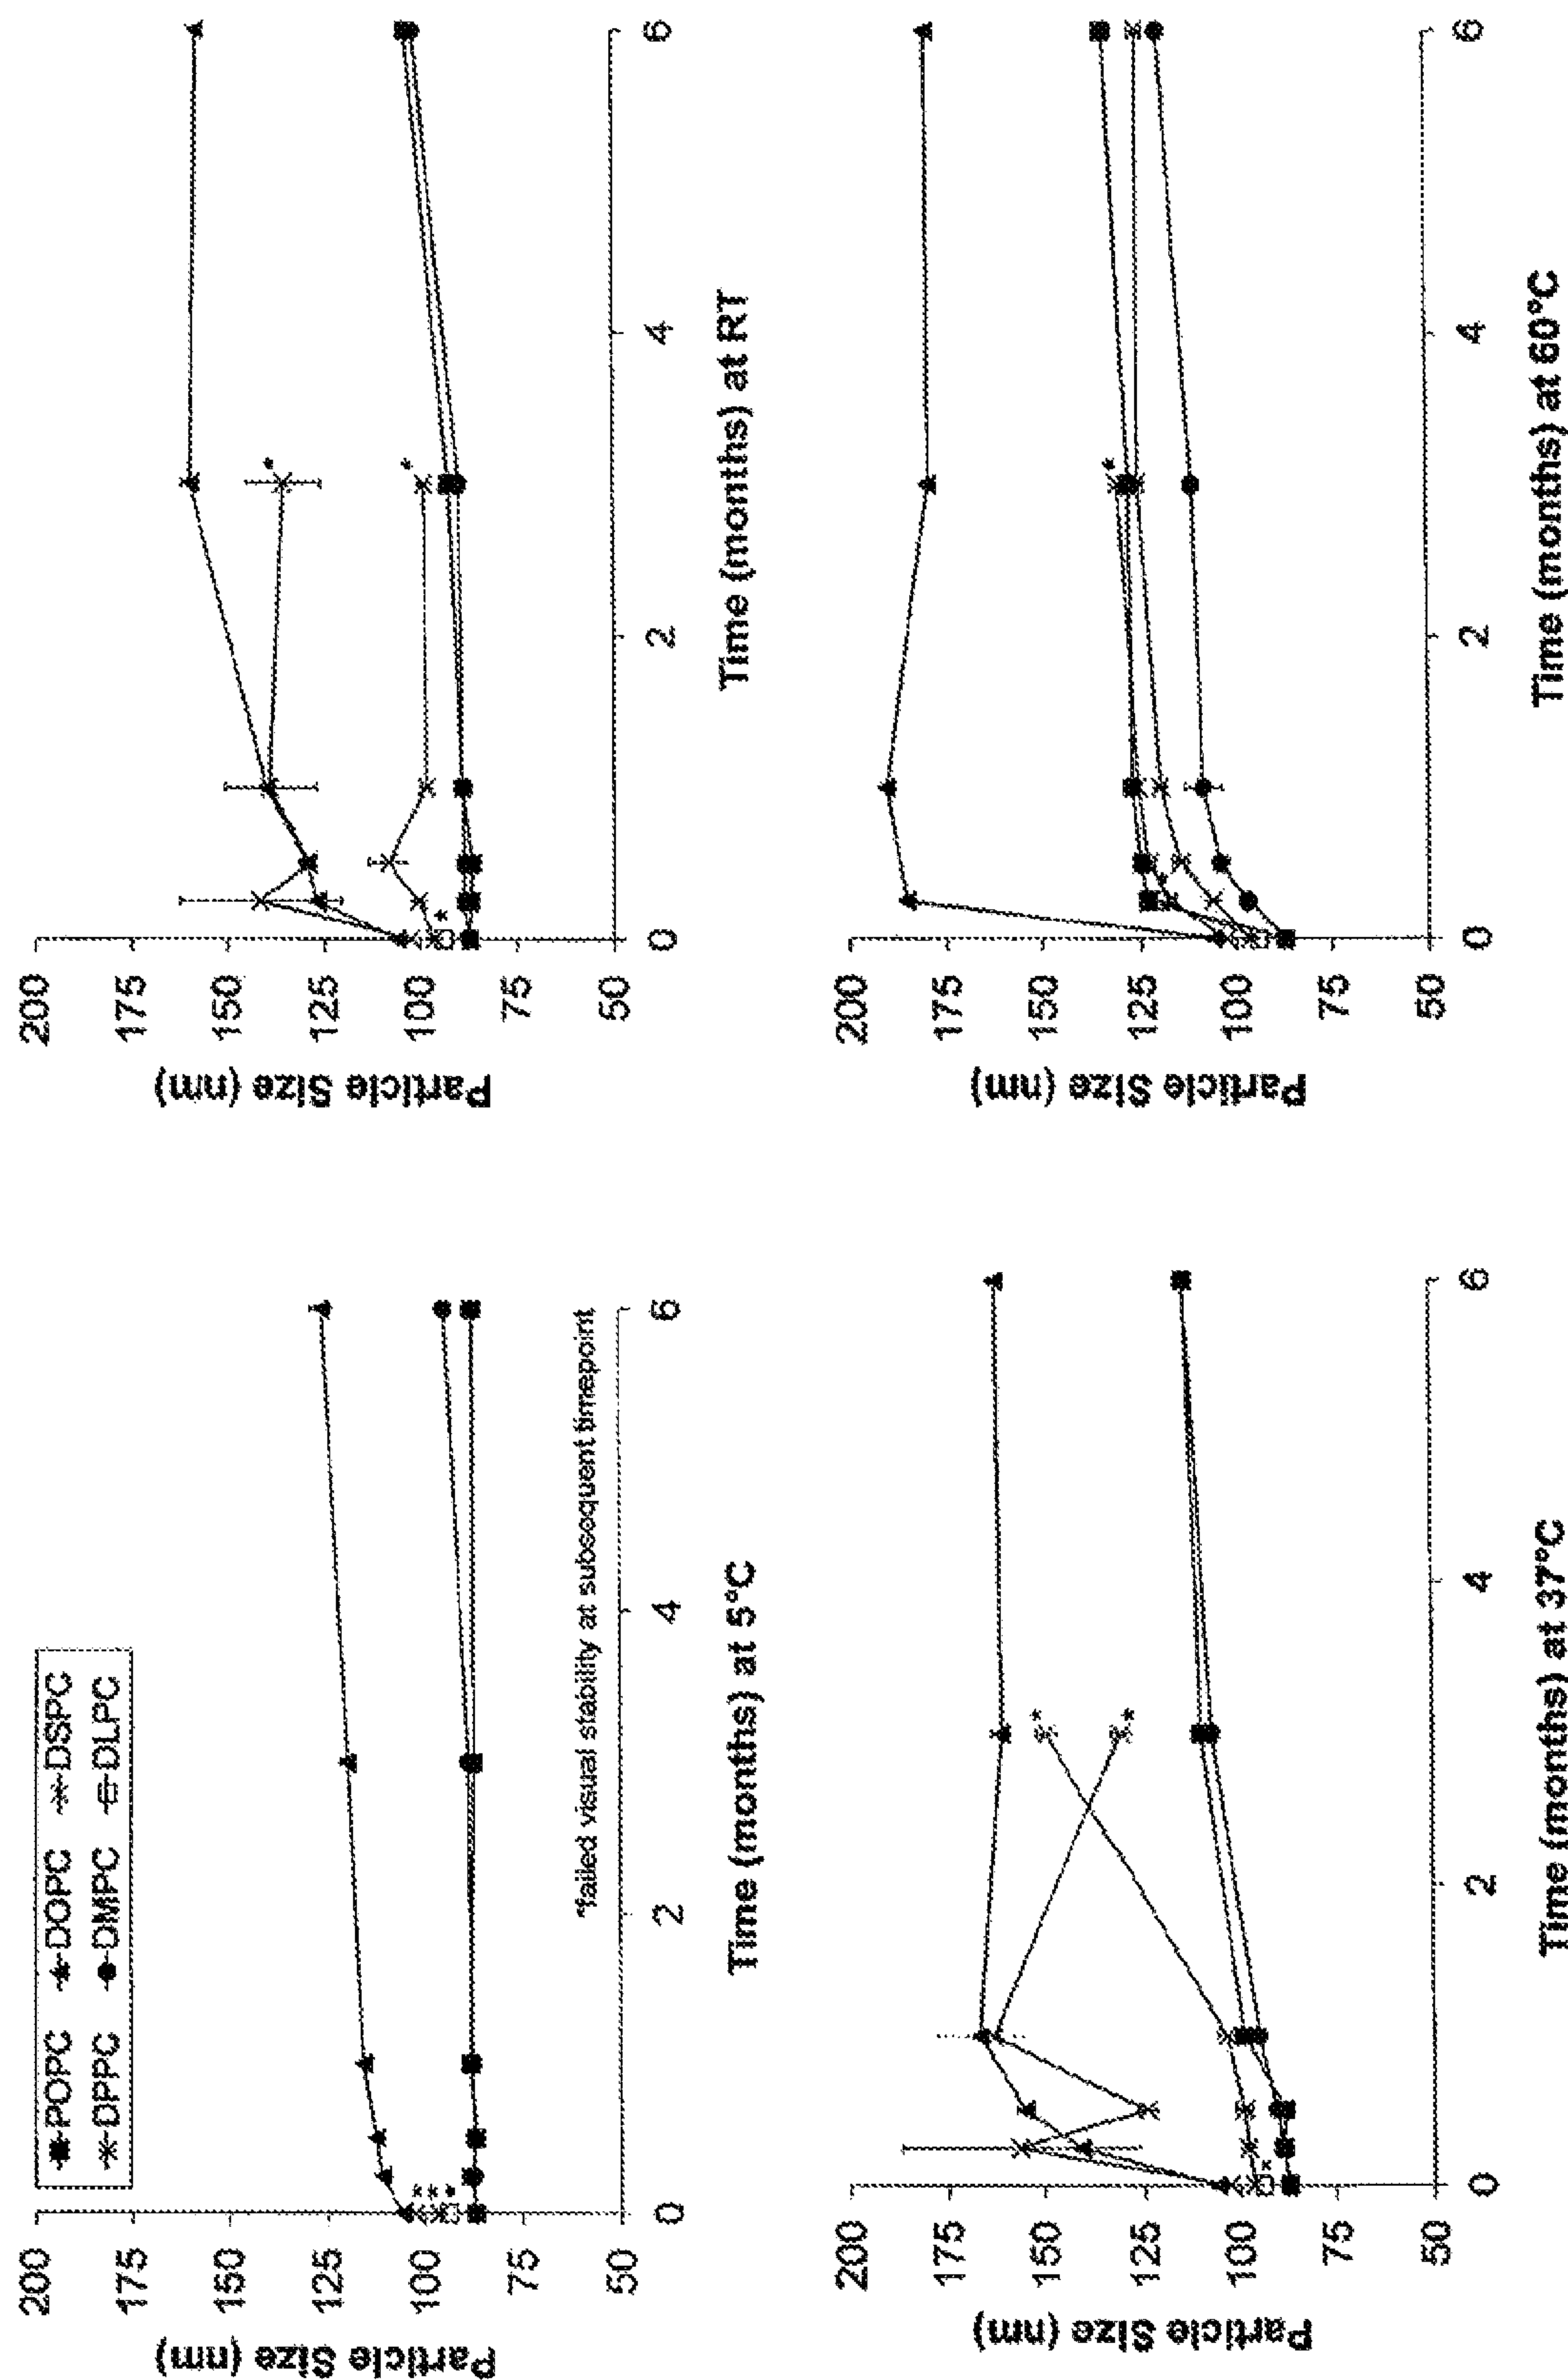 POPC DOPC DSPC
DPPC DMPC DLPC
200
175
150
125
100
75
50
Particle Size (nm)
*failed visual stability at subsequent timepoint
0 2 4 6
Time (months) at 5°C
200
175
150
125
100
75
50
Particle Size (nm)
0 2 4 6
Time (months) at RT
200
175
150
125
100
75
50
Particle Size (nm)
0 2 4 6
Time (months) at 37°C
200
175
150
125
100
75
50
Particle Size (nm)
0 2 4 6
Time (months) at 60°C